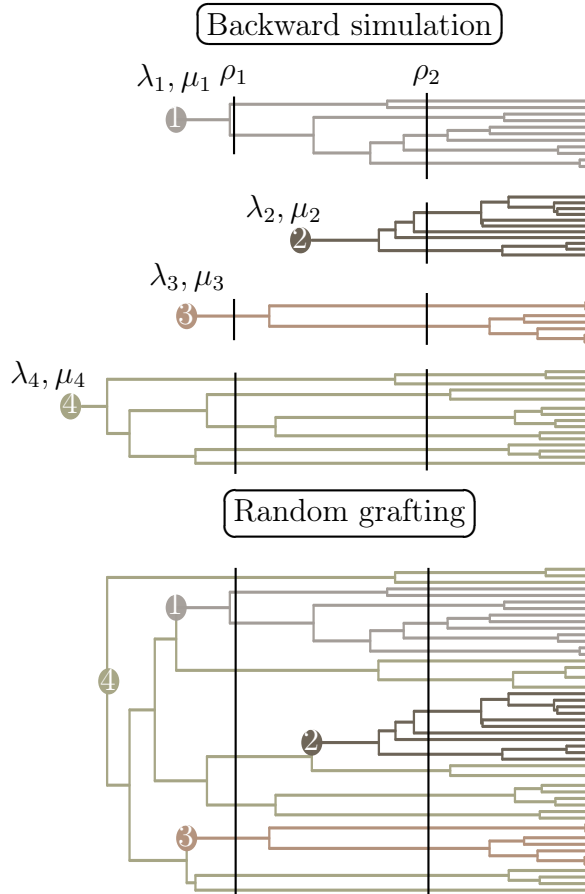 Backward simulation
λ₁, μ₁ ρ₁ ρ₂
1
λ₂, μ₂
2
λ₃, μ₃
3
λ₄, μ₄
4
Random grafting
1
4
2
3